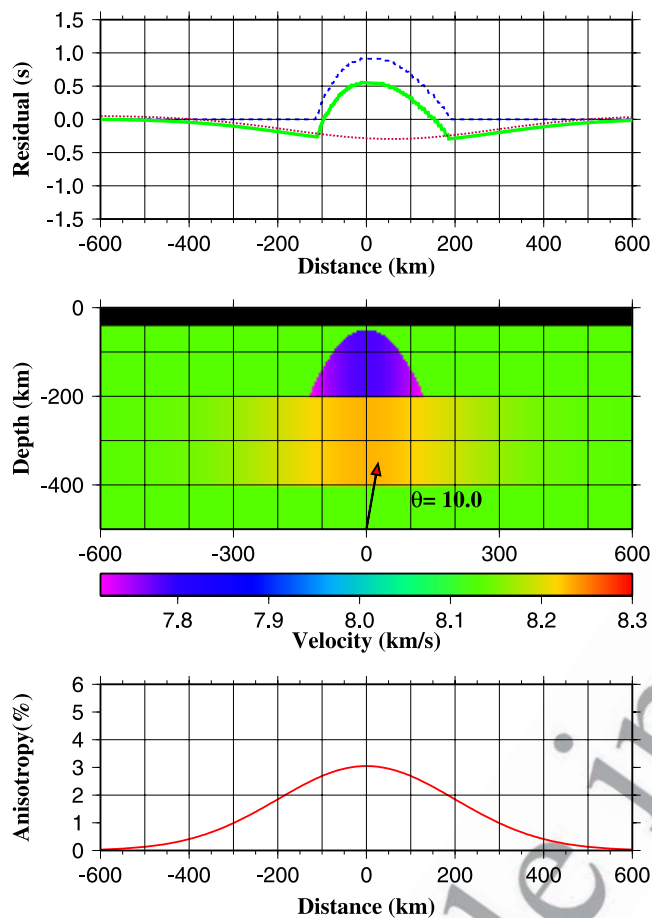 1.5
1.0
0.5
0.0
-0.5
-1.0
-1.5
Residual (s)
-600 -400 -200 0 200 400 600
Distance (km)
0
-200
-400
Depth (km)
θ= 10.0
-600 -300 0 300 600
7.8 7.9 8.0 8.1 8.2 8.3
Velocity (km/s)
6
5
4
3
2
1
0
Anisotropy(%)
-600 -400 -200 0 200 400 600
Distance (km)